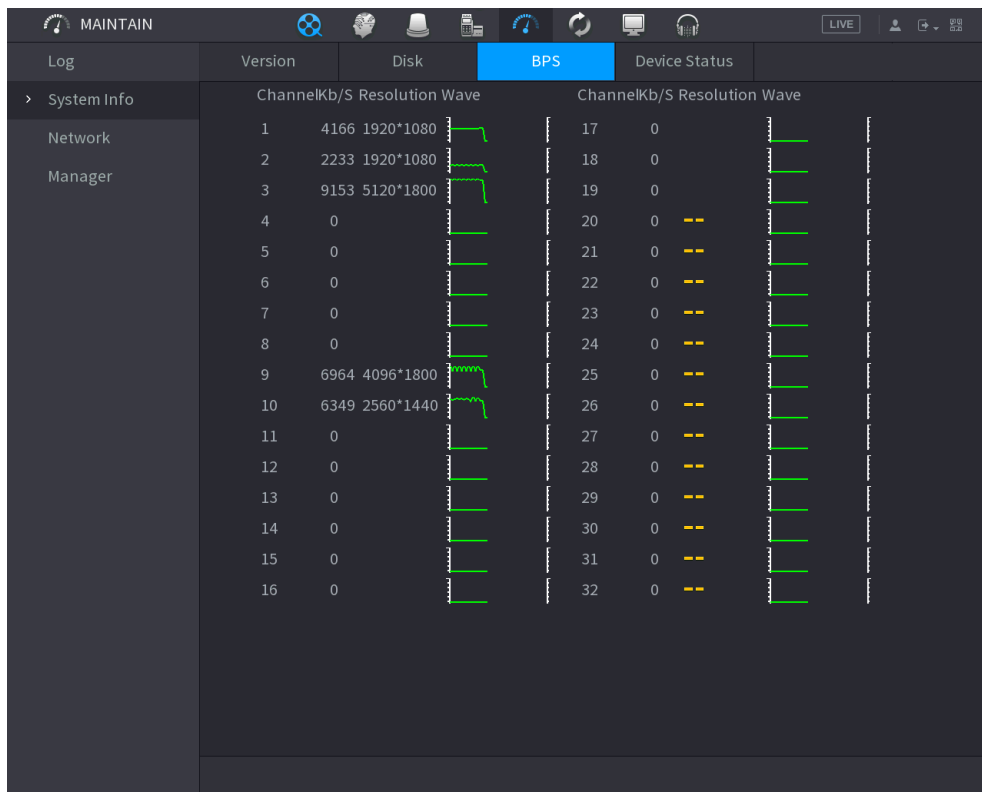 MAINTAIN LIVE
Log
System Info
Network
Manager
Version Disk BPS Device Status
ChannelKb/S Resolution Wave ChannelKb/S Resolution Wave
1 4166 1920*1080 17 0
2 2233 1920*1080 18 0
3 9153 5120*1800 19 0
4 0 20 0 --
5 0 21 0 --
6 0 22 0 --
7 0 23 0 --
8 0 24 0 --
9 6964 4096*1800 25 0 --
10 6349 2560*1440 26 0 --
11 0 27 0 --
12 0 28 0 --
13 0 29 0 --
14 0 30 0 --
15 0 31 0 --
16 0 32 0 --